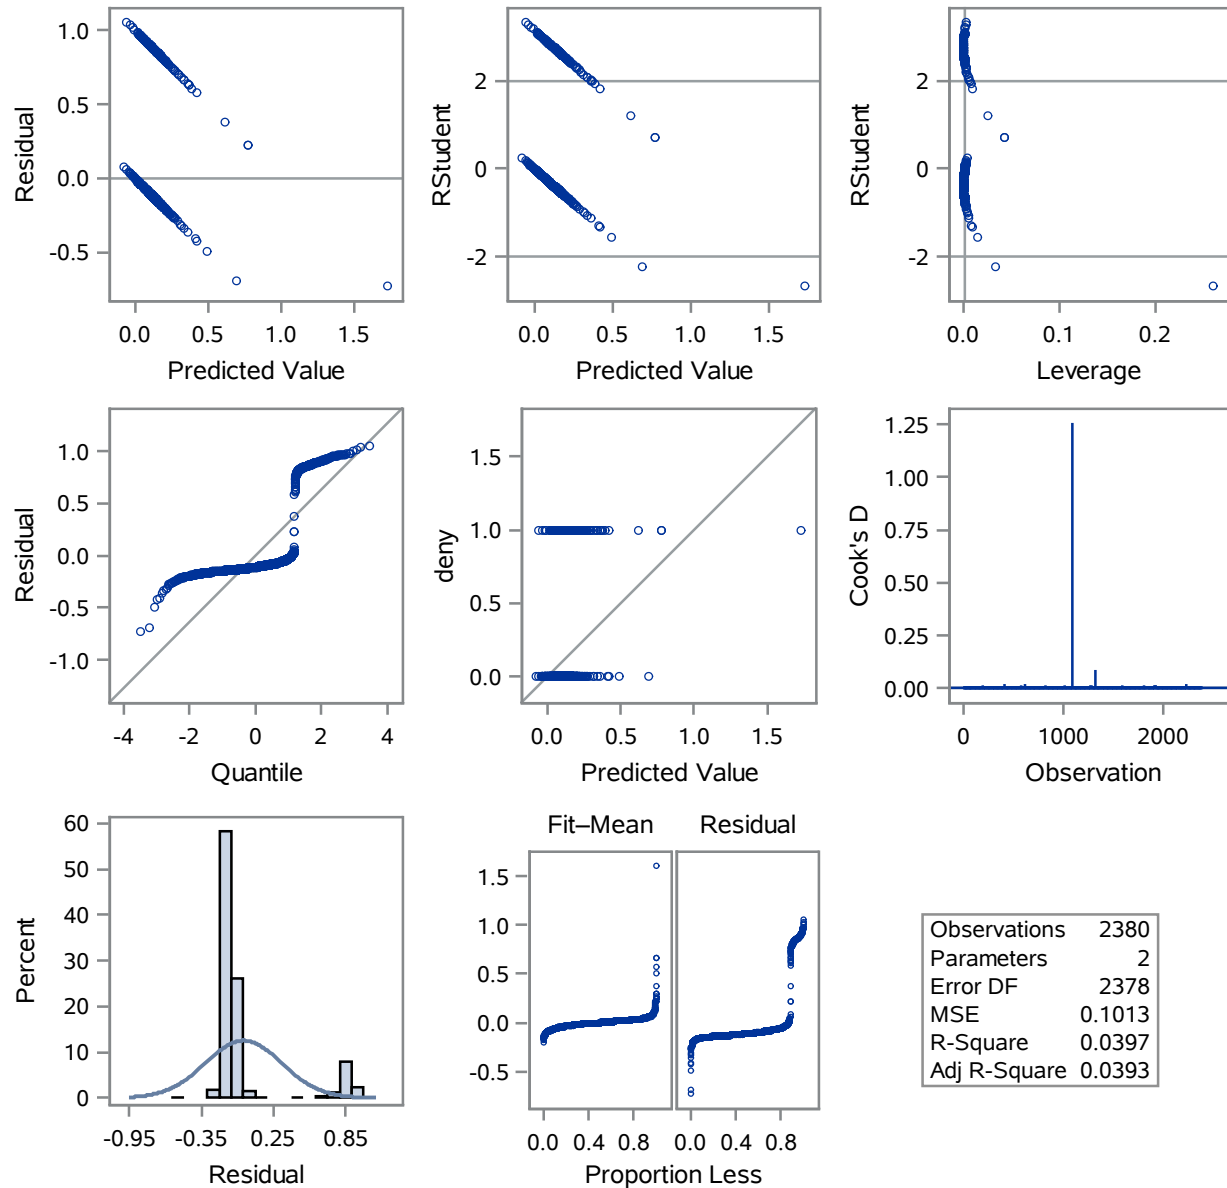 1.0
0.5
0.0
-0.5
Residual
0.0 0.5 1.0 1.5
Predicted Value
2
0
-2
RStudent
0.0 0.5 1.0 1.5
Predicted Value
2
0
-2
RStudent
0.0 0.1 0.2
Leverage
1.0
0.5
0.0
-0.5
-1.0
Residual
-4 -2 0 2 4
Quantile
1.5
1.0
0.5
0.0
deny
0.0 0.5 1.0 1.5
Predicted Value
1.25
1.00
0.75
0.50
0.25
0.00
Cook's D
0 1000 2000
Observation
60
50
40
30
20
10
0
Percent
-0.95 -0.35 0.25 0.85
Residual
Fit–Mean Residual
1.5
1.0
0.5
0.0
-0.5
0.0 0.4 0.8 0.0 0.4 0.8
Proportion Less
Observations 2380
Parameters 2
Error DF 2378
MSE 0.1013
R-Square 0.0397
Adj R-Square 0.0393